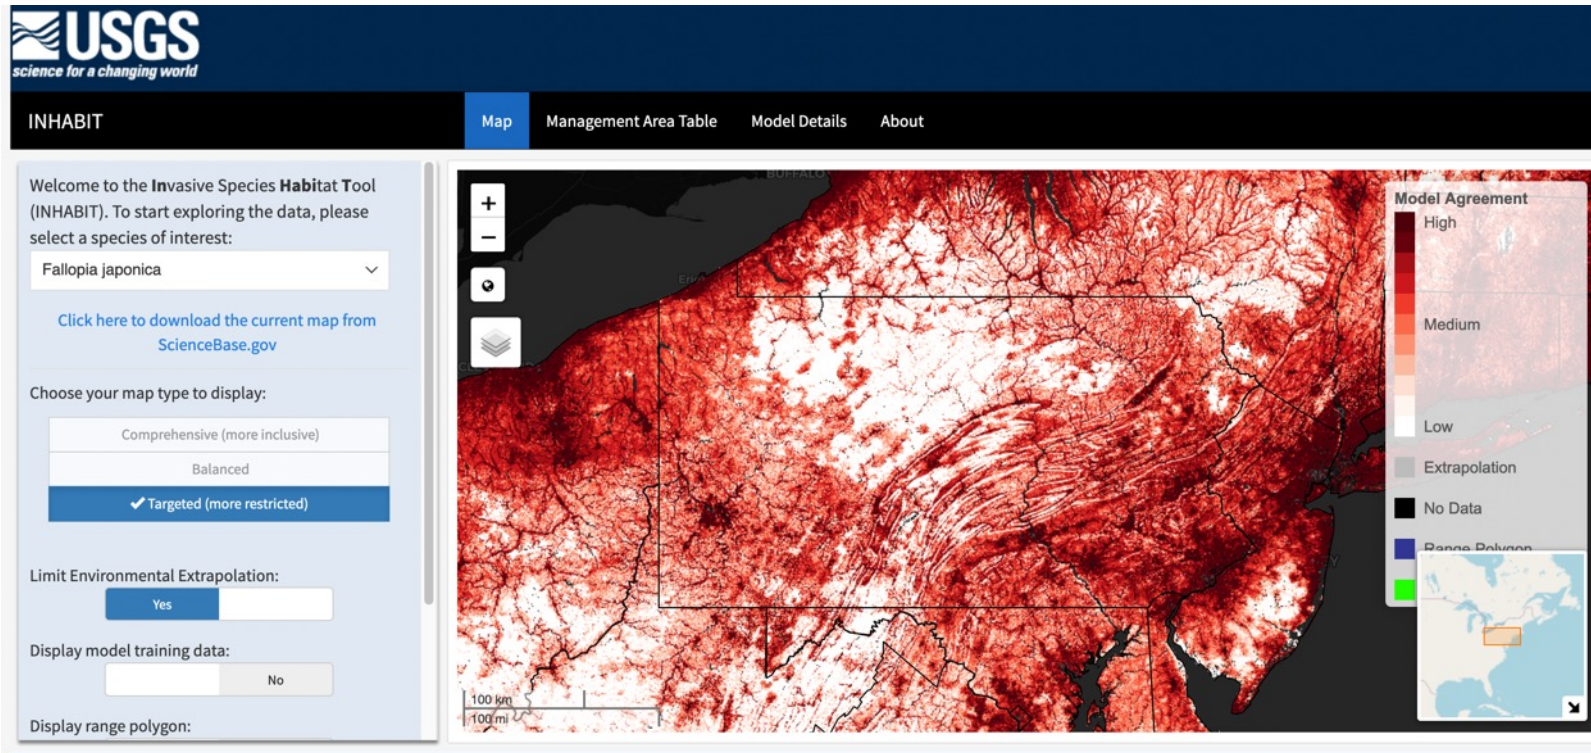 USGS
science for a changing world
INHABIT
Map
Management Area Table
Model Details
About
Welcome to the Invasive Species Habitat Tool
(INHABIT). To start exploring the data, please
select a species of interest:
Fallopia japonica
Click here to download the current map from
ScienceBase.gov
Choose your map type to display:
Comprehensive (more inclusive)
Balanced
Targeted (more restricted)
Limit Environmental Extrapolation:
Yes
Display model training data:
No
Display range polygon:
+
−
BUFFALO
Erie
100 km
100 mi
Model Agreement
High
Medium
Low
Extrapolation
No Data
Range Polygon